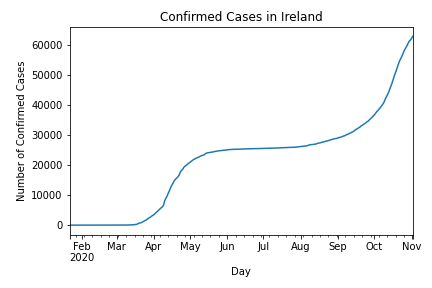 Confirmed Cases in Ireland
Number of Confirmed Cases
60000
50000
40000
30000
20000
10000
0
Feb Mar Apr May Jun Jul Aug Sep Oct Nov
2020
Day